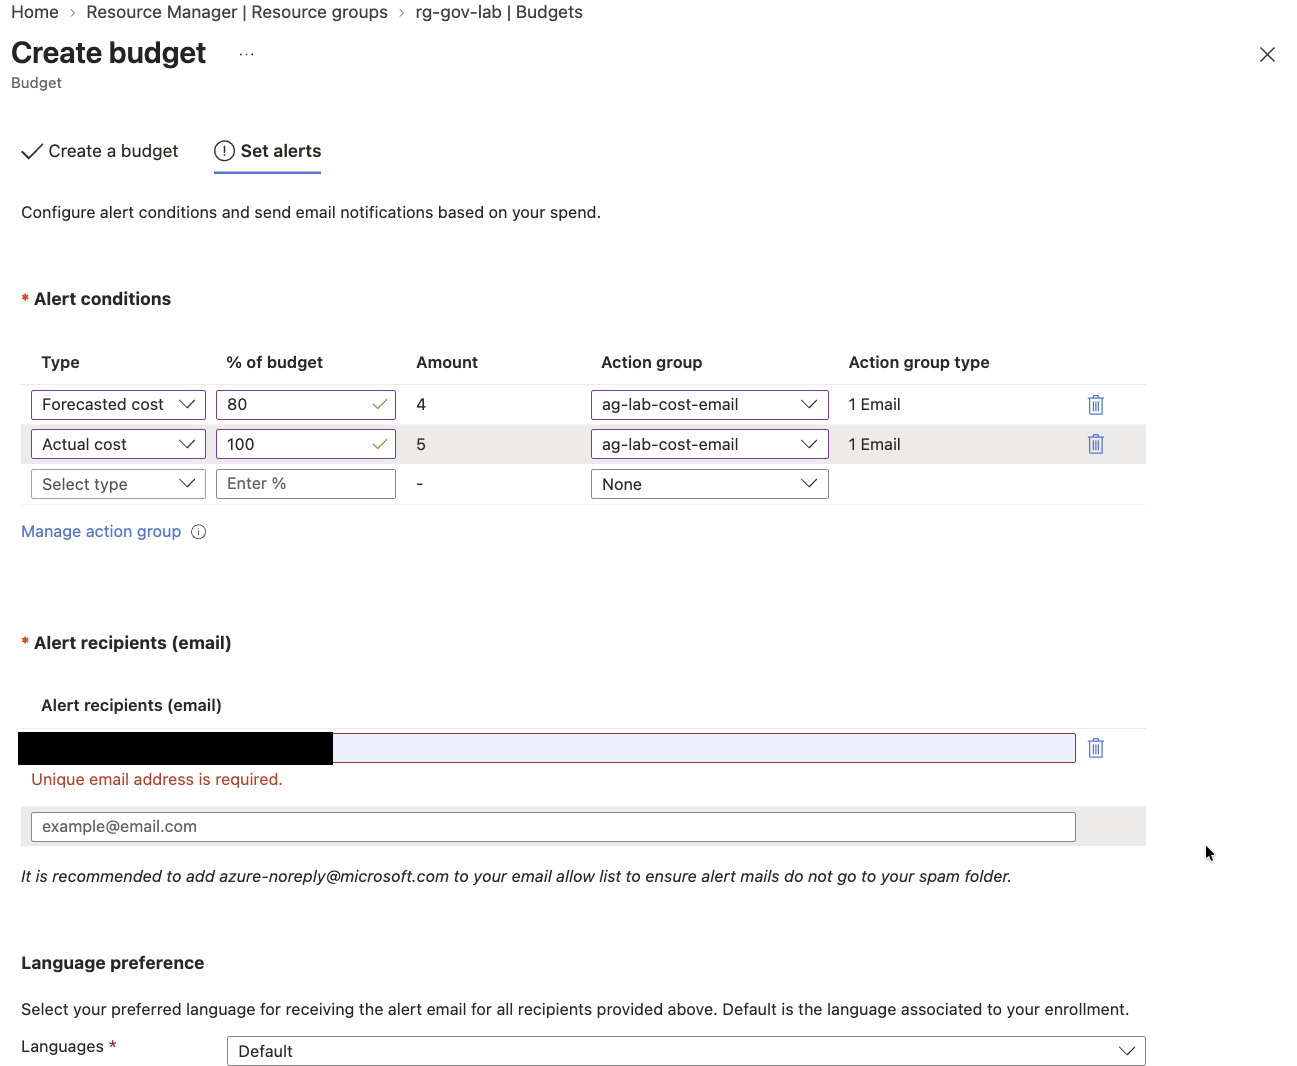 Home > Resource Manager | Resource groups > rg-gov-lab | Budgets
Create budget ...
Budget
Create a budget Set alerts
Configure alert conditions and send email notifications based on your spend.
* Alert conditions
Type % of budget Amount Action group Action group type
Forecasted cost 80 4 ag-lab-cost-email 1 Email
Actual cost 100 5 ag-lab-cost-email 1 Email
Select type Enter % - None
Manage action group
* Alert recipients (email)
Alert recipients (email)
Unique email address is required.
example@email.com
It is recommended to add azure-noreply@microsoft.com to your email allow list to ensure alert mails do not go to your spam folder.
Language preference
Select your preferred language for receiving the alert email for all recipients provided above. Default is the language associated to your enrollment.
Languages * Default